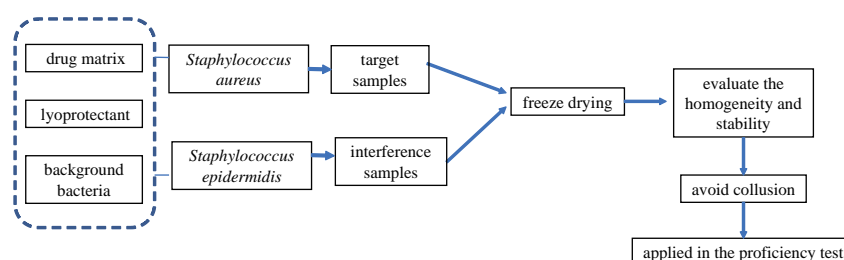 drug matrix
lyoprotectant
background
bacteria
Staphylococcus
aureus
Staphylococcus
epidermidis
target
samples
interference
samples
freeze drying
evaluate the
homogeneity and
stability
avoid collusion
applied in the proficiency test